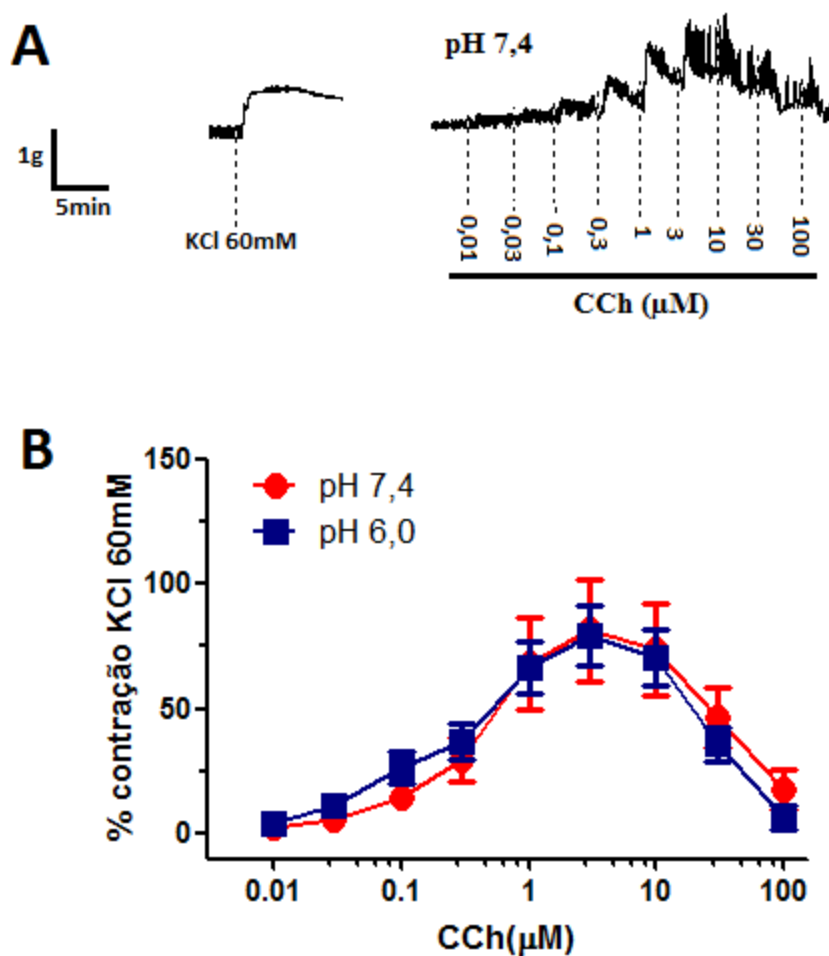 A
pH 7,4
1g
5min
KCl 60mM
0,01
0,03
0,1
0,3
1
3
10
30
100
CCh (µM)
B
% contração KCl 60mM
150
100
50
0
pH 7,4
pH 6,0
0.01
0.1
1
10
100
CCh(µM)